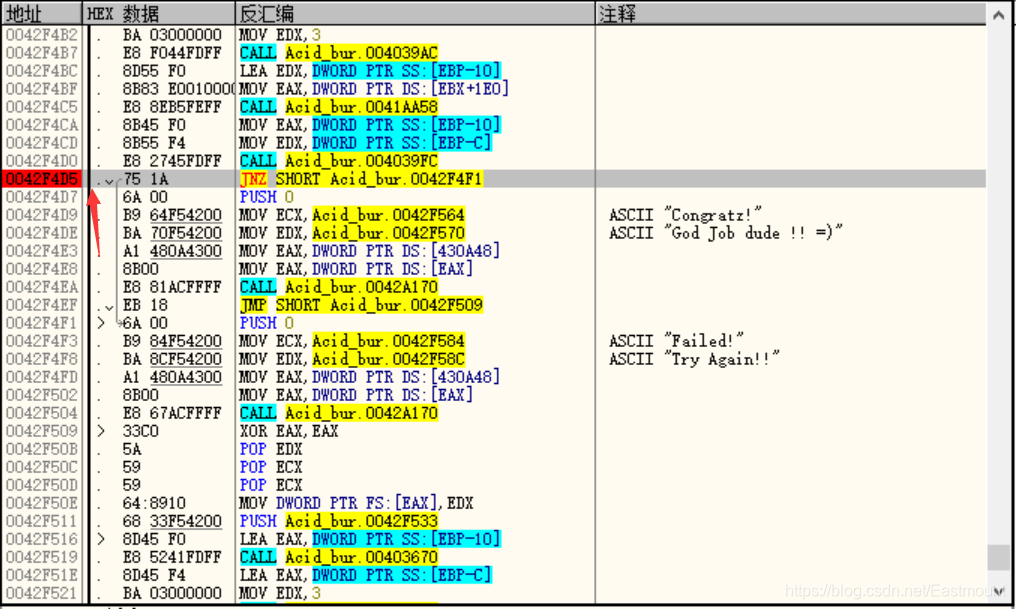 地址 HEX 数据 反汇编 注释
0042F4B2 . BA 03000000 MOV EDX,3
0042F4B7 . E8 F044FDFF CALL Acid_bur.004039AC
0042F4BC . 8D55 F0 LEA EDX,DWORD PTR SS:[EBP-10]
0042F4BF . 8B83 E0010000 MOV EAX,DWORD PTR DS:[EBX+1E0]
0042F4C5 . E8 8EB5FEFF CALL Acid_bur.0041AA58
0042F4CA . 8B45 F0 MOV EAX,DWORD PTR SS:[EBP-10]
0042F4CD . 8B55 F4 MOV EDX,DWORD PTR SS:[EBP-C]
0042F4D0 . E8 2745FDFF CALL Acid_bur.004039FC
0042F4D5 . 75 1A JNZ SHORT Acid_bur.0042F4F1
0042F4D7 . 6A 00 PUSH 0
0042F4D9 . B9 64F54200 MOV ECX,Acid_bur.0042F564 ASCII "Congratz!"
0042F4DE . BA 70F54200 MOV EDX,Acid_bur.0042F570 ASCII "God Job dude !! =)"
0042F4E3 . A1 480A4300 MOV EAX,DWORD PTR DS:[430A48]
0042F4E8 . 8B00 MOV EAX,DWORD PTR DS:[EAX]
0042F4EA . E8 81ACFFFF CALL Acid_bur.0042A170
0042F4EF . EB 18 JMP SHORT Acid_bur.0042F509
0042F4F1 > 6A 00 PUSH 0
0042F4F3 . B9 84F54200 MOV ECX,Acid_bur.0042F584 ASCII "Failed!"
0042F4F8 . BA 8CF54200 MOV EDX,Acid_bur.0042F58C ASCII "Try Again!!"
0042F4FD . A1 480A4300 MOV EAX,DWORD PTR DS:[430A48]
0042F502 . 8B00 MOV EAX,DWORD PTR DS:[EAX]
0042F504 . E8 67ACFFFF CALL Acid_bur.0042A170
0042F509 > 33C0 XOR EAX,EAX
0042F50B . 5A POP EDX
0042F50C . 59 POP ECX
0042F50D . 59 POP ECX
0042F50E . 64:8910 MOV DWORD PTR FS:[EAX],EDX
0042F511 . 68 33F54200 PUSH Acid_bur.0042F533
0042F516 > 8D45 F0 LEA EAX,DWORD PTR SS:[EBP-10]
0042F519 . E8 5241FDFF CALL Acid_bur.00403670
0042F51E . 8D45 F4 LEA EAX,DWORD PTR SS:[EBP-C]
0042F521 . BA 03000000 MOV EDX,3
https://blog.csdn.net/Eastmount